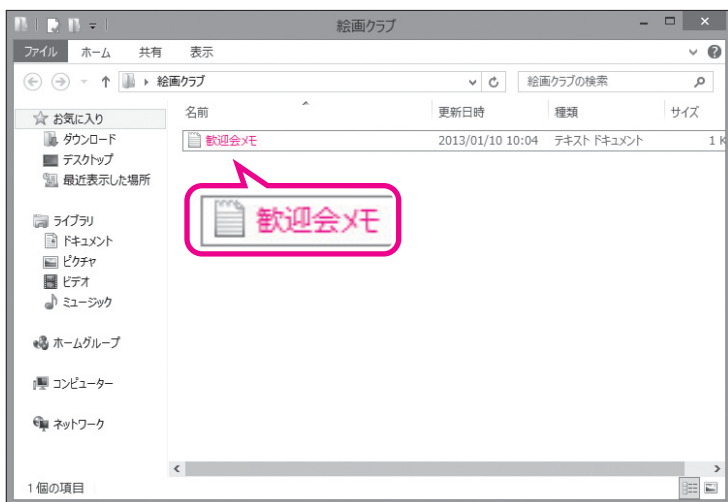 絵画クラブ
ファイル ホーム 共有 表示
絵画クラブ 絵画クラブの検索
お気に入り
ダウンロード
デスクトップ
最近表示した場所
ライブラリ
ドキュメント
ピクチャ
ビデオ
ミュージック
ホームグループ
コンピューター
ネットワーク
名前 更新日時 種類 サイズ
歓迎会メモ 2013/01/10 10:04 テキスト ドキュメント 1 K
歓迎会メモ
1 個の項目